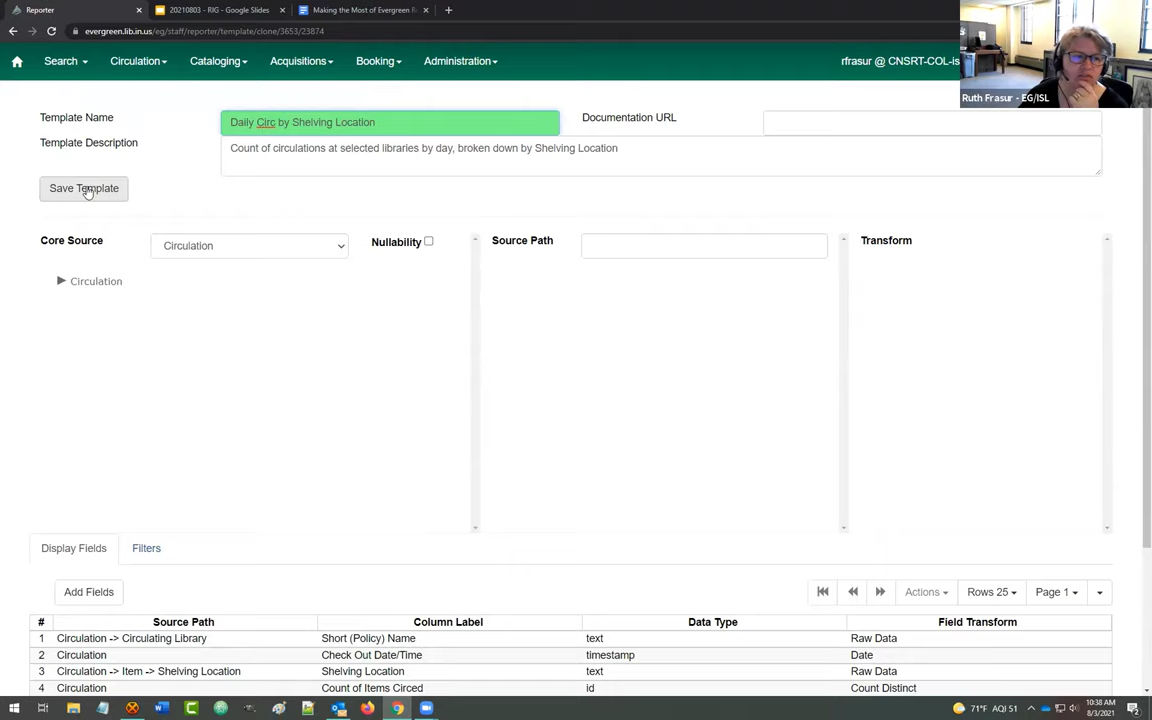 Reporter
20210803 - RIG - Google Slides
Making the Most of Evergreen R
evergreen.lib.in.us/eg/staff/reporter/template/clone/3653/23874
Search Circulation Cataloging Acquisitions Booking Administration
rfrasur @ CNSRT-COL-is
Ruth Frasur - EG/ISL
Template Name
Daily Circ by Shelving Location
Documentation URL
Template Description
Count of circulations at selected libraries by day, broken down by Shelving Location
Save Template
Core Source
Circulation
Nullability
Source Path
Transform
Circulation
Display Fields Filters
Add Fields
Actions Rows 25 Page 1
# Source Path Column Label Data Type Field Transform
1 Circulation -> Circulating Library Short (Policy) Name text Raw Data
2 Circulation Check Out Date/Time timestamp Date
3 Circulation -> Item -> Shelving Location Shelving Location text Raw Data
4 Circulation Count of Items Circed id Count Distinct
71°F AQI 51
10:38 AM
8/3/2021
2